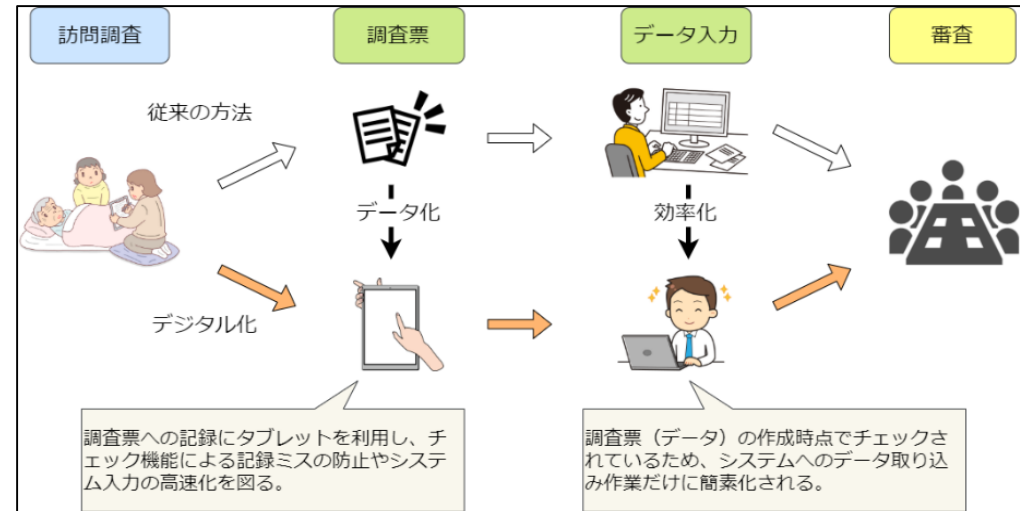 訪問調査
調査票
データ入力
審査
従来の方法
データ化
効率化
デジタル化
調査票への記録にタブレットを利用し、チ
ェック機能による記録ミスの防止やシステ
ム入力の高速化を図る。
調査票（データ）の作成時点でチェックさ
れているため、システムへのデータ取り込
み作業だけに簡素化される。